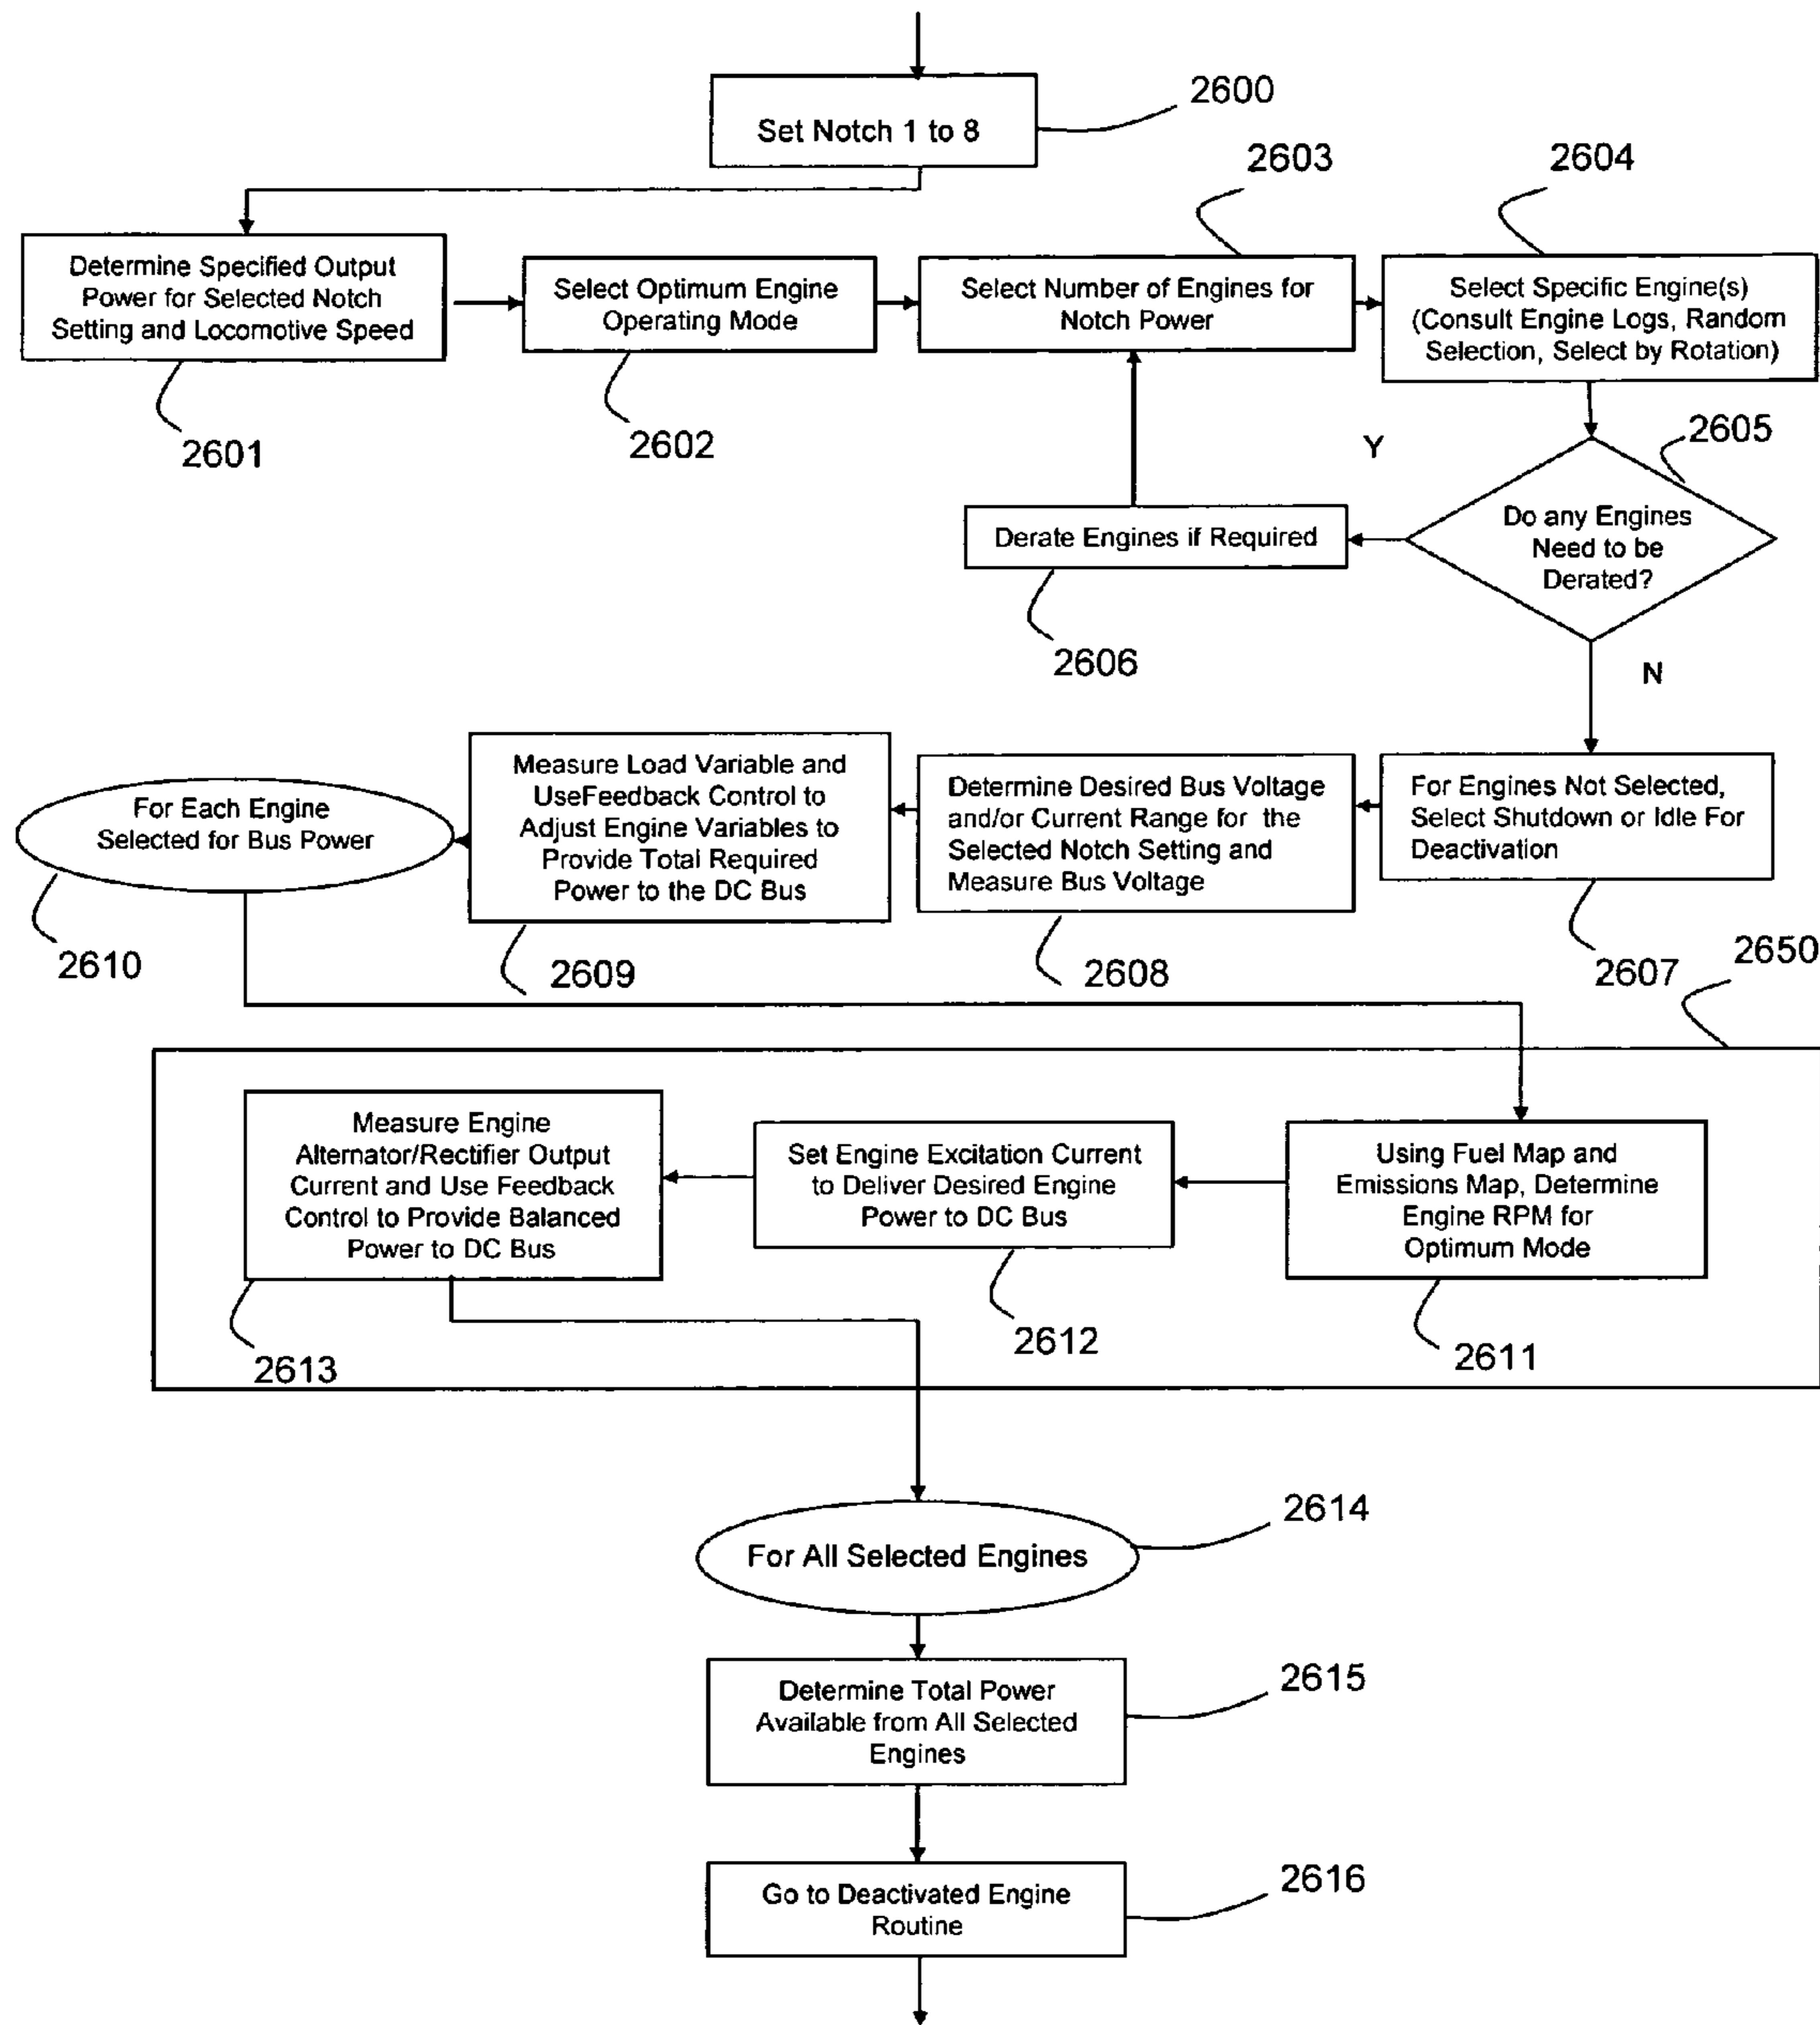 2600
Set Notch 1 to 8
2603
2604
Determine Specified Output
Power for Selected Notch
Setting and Locomotive Speed
Select Optimum Engine
Operating Mode
Select Number of Engines for
Notch Power
Select Specific Engine(s)
(Consult Engine Logs, Random
Selection, Select by Rotation)
2601
2602
Y
2605
Derate Engines if Required
Do any Engines
Need to be
Derated?
2606
N
For Each Engine
Selected for Bus Power
Measure Load Variable and
UseFeedback Control to
Adjust Engine Variables to
Provide Total Required
Power to the DC Bus
Determine Desired Bus Voltage
and/or Current Range for the
Selected Notch Setting and
Measure Bus Voltage
For Engines Not Selected,
Select Shutdown or Idle For
Deactivation
2610
2609
2608
2607
2650
Measure Engine
Alternator/Rectifier Output
Current and Use Feedback
Control to Provide Balanced
Power to DC Bus
Set Engine Excitation Current
to Deliver Desired Engine
Power to DC Bus
Using Fuel Map and
Emissions Map, Determine
Engine RPM for
Optimum Mode
2613
2612
2611
2614
For All Selected Engines
2615
Determine Total Power
Available from All Selected
Engines
2616
Go to Deactivated Engine
Routine